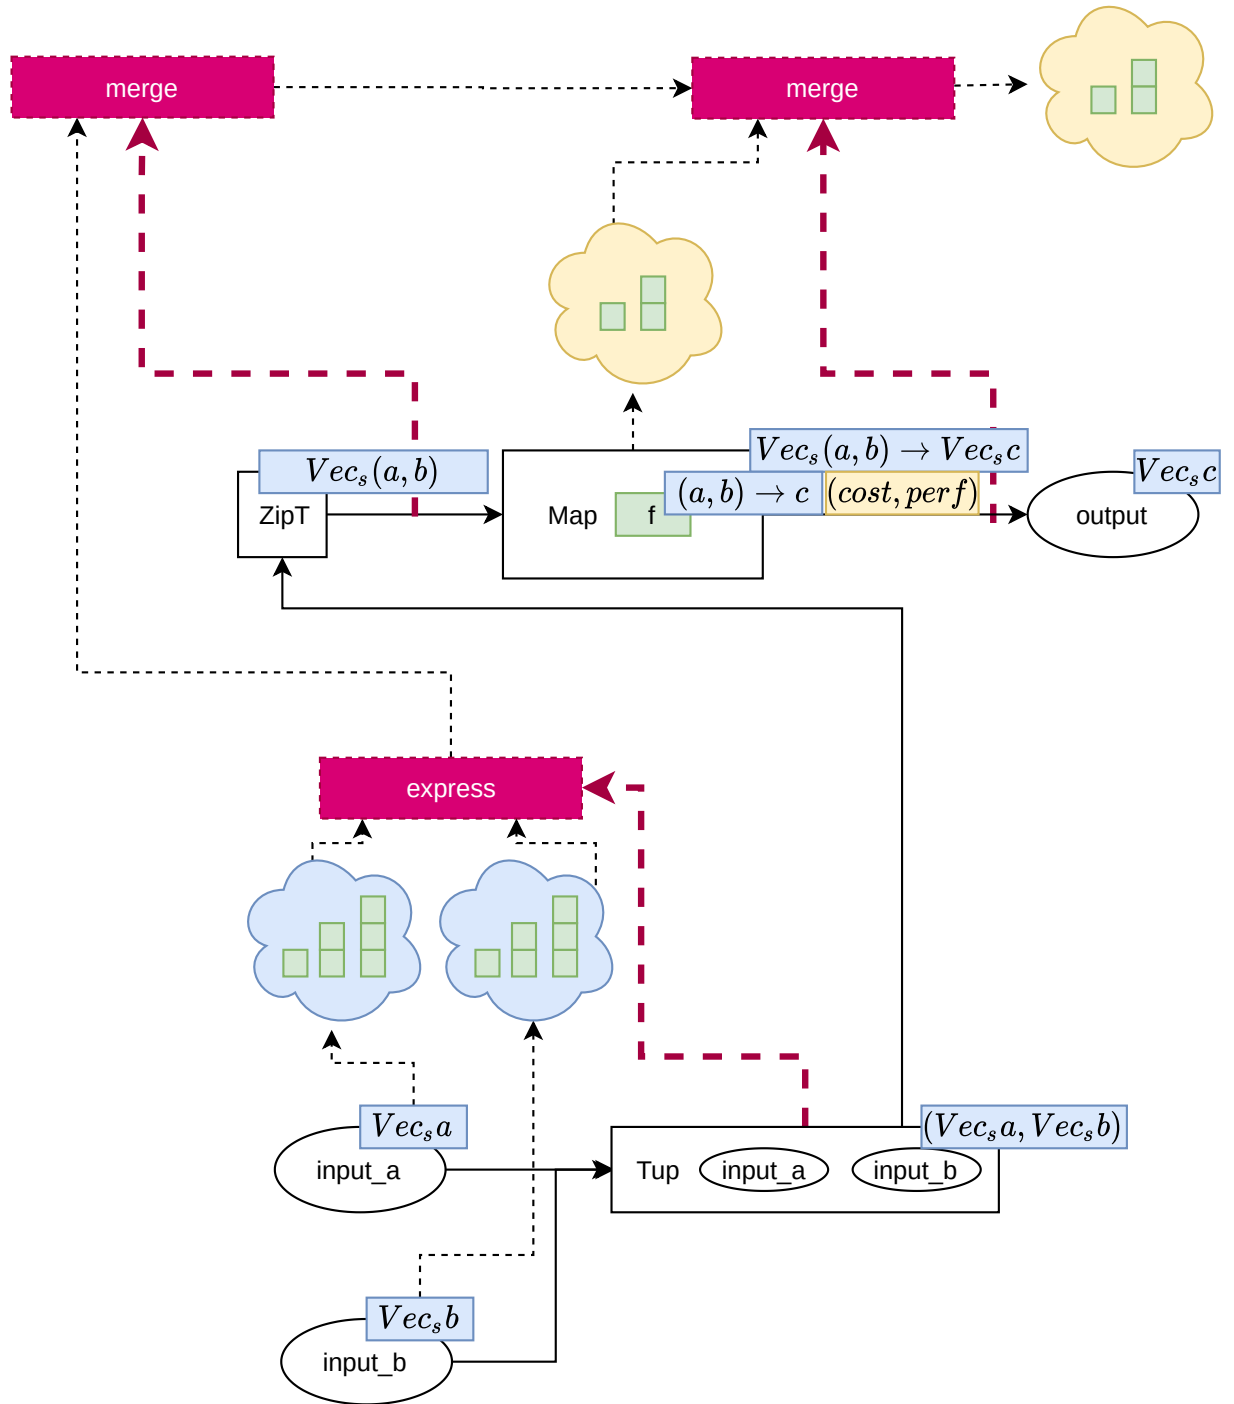 merge
merge
Vec_s(a, b) → Vec_s c
Vec_s(a, b)
Vec_s c
(a, b) → c
(cost, perf)
ZipT
Map
f
output
express
Vec_s a
(Vec_s a, Vec_s b)
input_a
Tup
input_a
input_b
Vec_s b
input_b